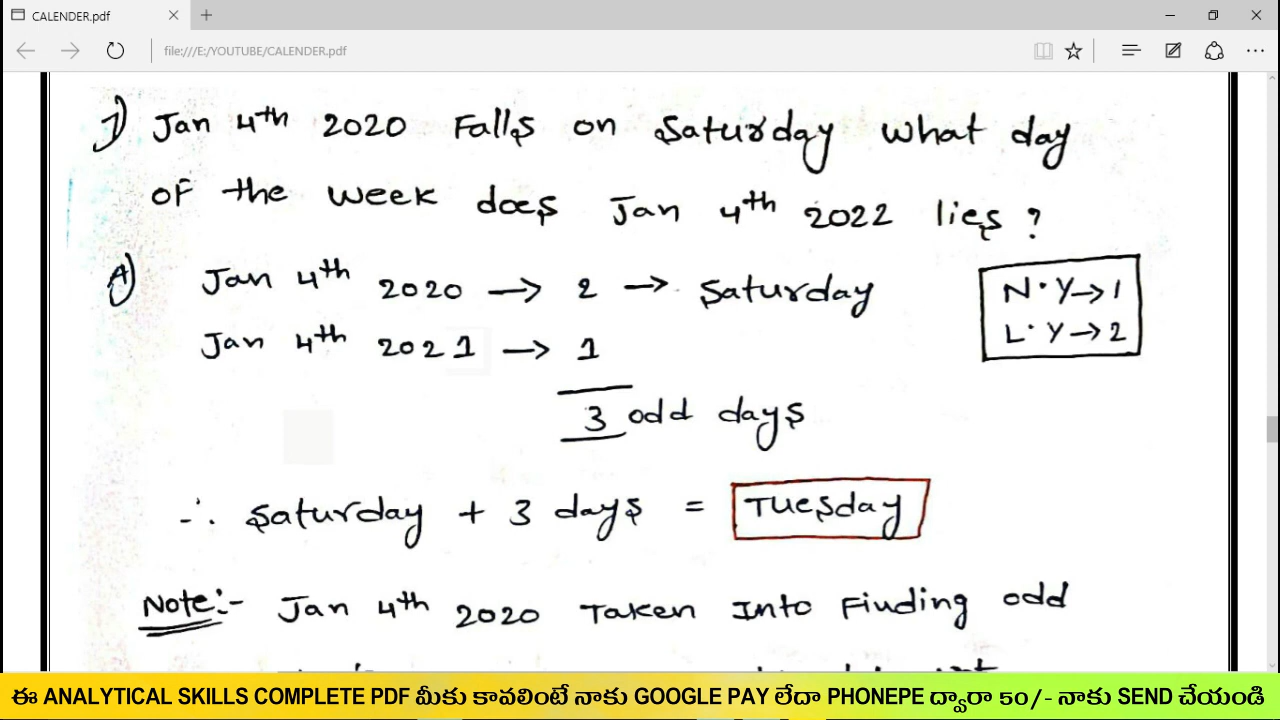 CALENDER.pdf
file:///E:/YOUTUBE/CALENDER.pdf
1) Jan 4th 2020 Falls on Saturday what day
of the week does Jan 4th 2022 lies ?
A) Jan 4th 2020 → 2 → Saturday
N.Y→1
L.Y→2
Jan 4th 2021 → 1
3 odd days
∴ Saturday + 3 days = Tuesday
Note:- Jan 4th 2020 Taken Into Finding odd
ఈ ANALYTICAL SKILLS COMPLETE PDF మీకు కావలింటే నాకు GOOGLE PAY లేదా PHONEPE ద్వారా 50/- నాకు SEND చేయండి